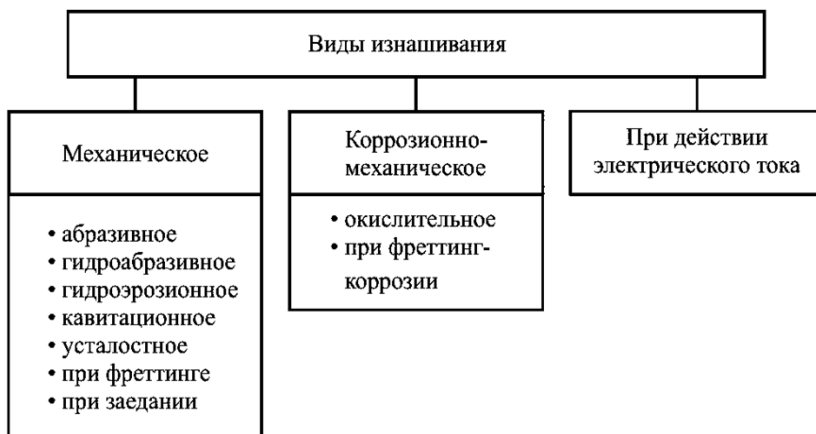 Виды изнашивания
Механическое
• абразивное
• гидроабразивное
• гидроэрозионное
• кавитационное
• усталостное
• при фреттинге
• при заедании
Коррозионно-
механическое
• окислительное
• при фреттинг-
коррозии
При действии
электрического тока